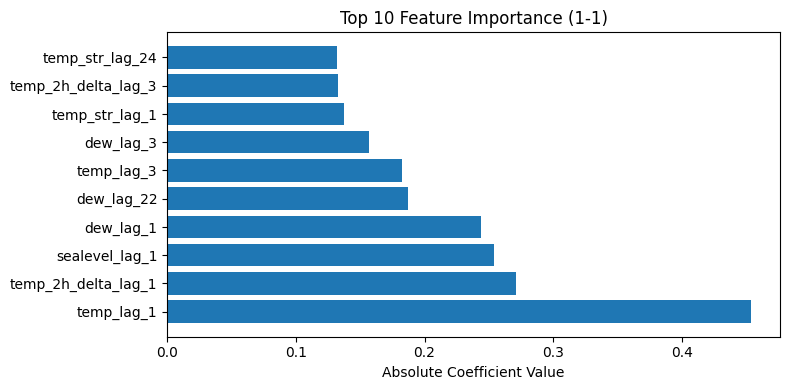 Top 10 Feature Importance (1-1)
temp_str_lag_24
temp_2h_delta_lag_3
temp_str_lag_1
dew_lag_3
temp_lag_3
dew_lag_22
dew_lag_1
sealevel_lag_1
temp_2h_delta_lag_1
temp_lag_1
0.0 0.1 0.2 0.3 0.4
Absolute Coefficient Value